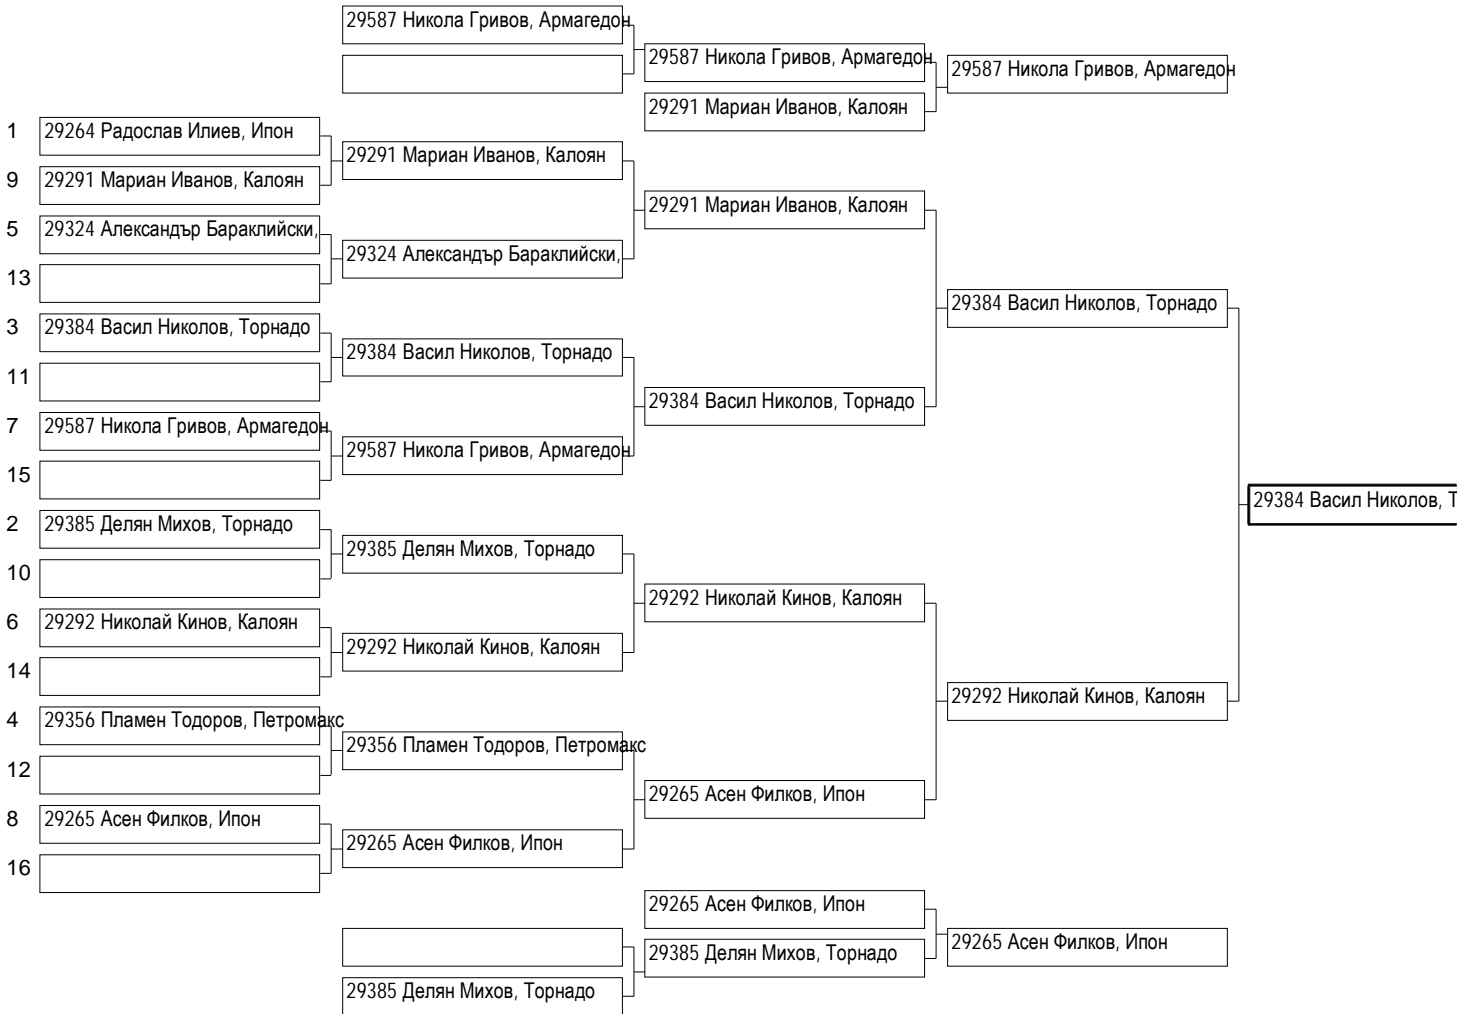 29587 Никола Гривов, Армагедон
29587 Никола Гривов, Армагедон
29587 Никола Гривов, Армагедон
29291 Мариан Иванов, Калоян
1 29264 Радослав Илиев, Ипон
29291 Мариан Иванов, Калоян
9 29291 Мариан Иванов, Калоян
29291 Мариан Иванов, Калоян
5 29324 Александър Бараклийски,
29324 Александър Бараклийски,
13
29384 Васил Николов, Торнадо
3 29384 Васил Николов, Торнадо
29384 Васил Николов, Торнадо
11
29384 Васил Николов, Торнадо
7 29587 Никола Гривов, Армагедон
29587 Никола Гривов, Армагедон
15
29384 Васил Николов, Т
2 29385 Делян Михов, Торнадо
29385 Делян Михов, Торнадо
10
29292 Николай Кинов, Калоян
6 29292 Николай Кинов, Калоян
29292 Николай Кинов, Калоян
14
29292 Николай Кинов, Калоян
4 29356 Пламен Тодоров, Петромакс
29356 Пламен Тодоров, Петромакс
12
29265 Асен Филков, Ипон
8 29265 Асен Филков, Ипон
29265 Асен Филков, Ипон
16
29265 Асен Филков, Ипон
29265 Асен Филков, Ипон
29385 Делян Михов, Торнадо
29385 Делян Михов, Торнадо